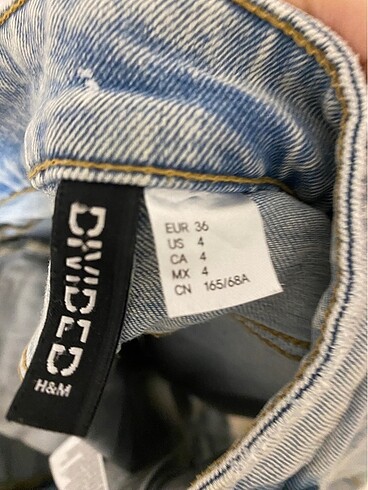 DIVIDED
H&M
EUR 36
US 4
CA 4
MX 4
CN 165/68A